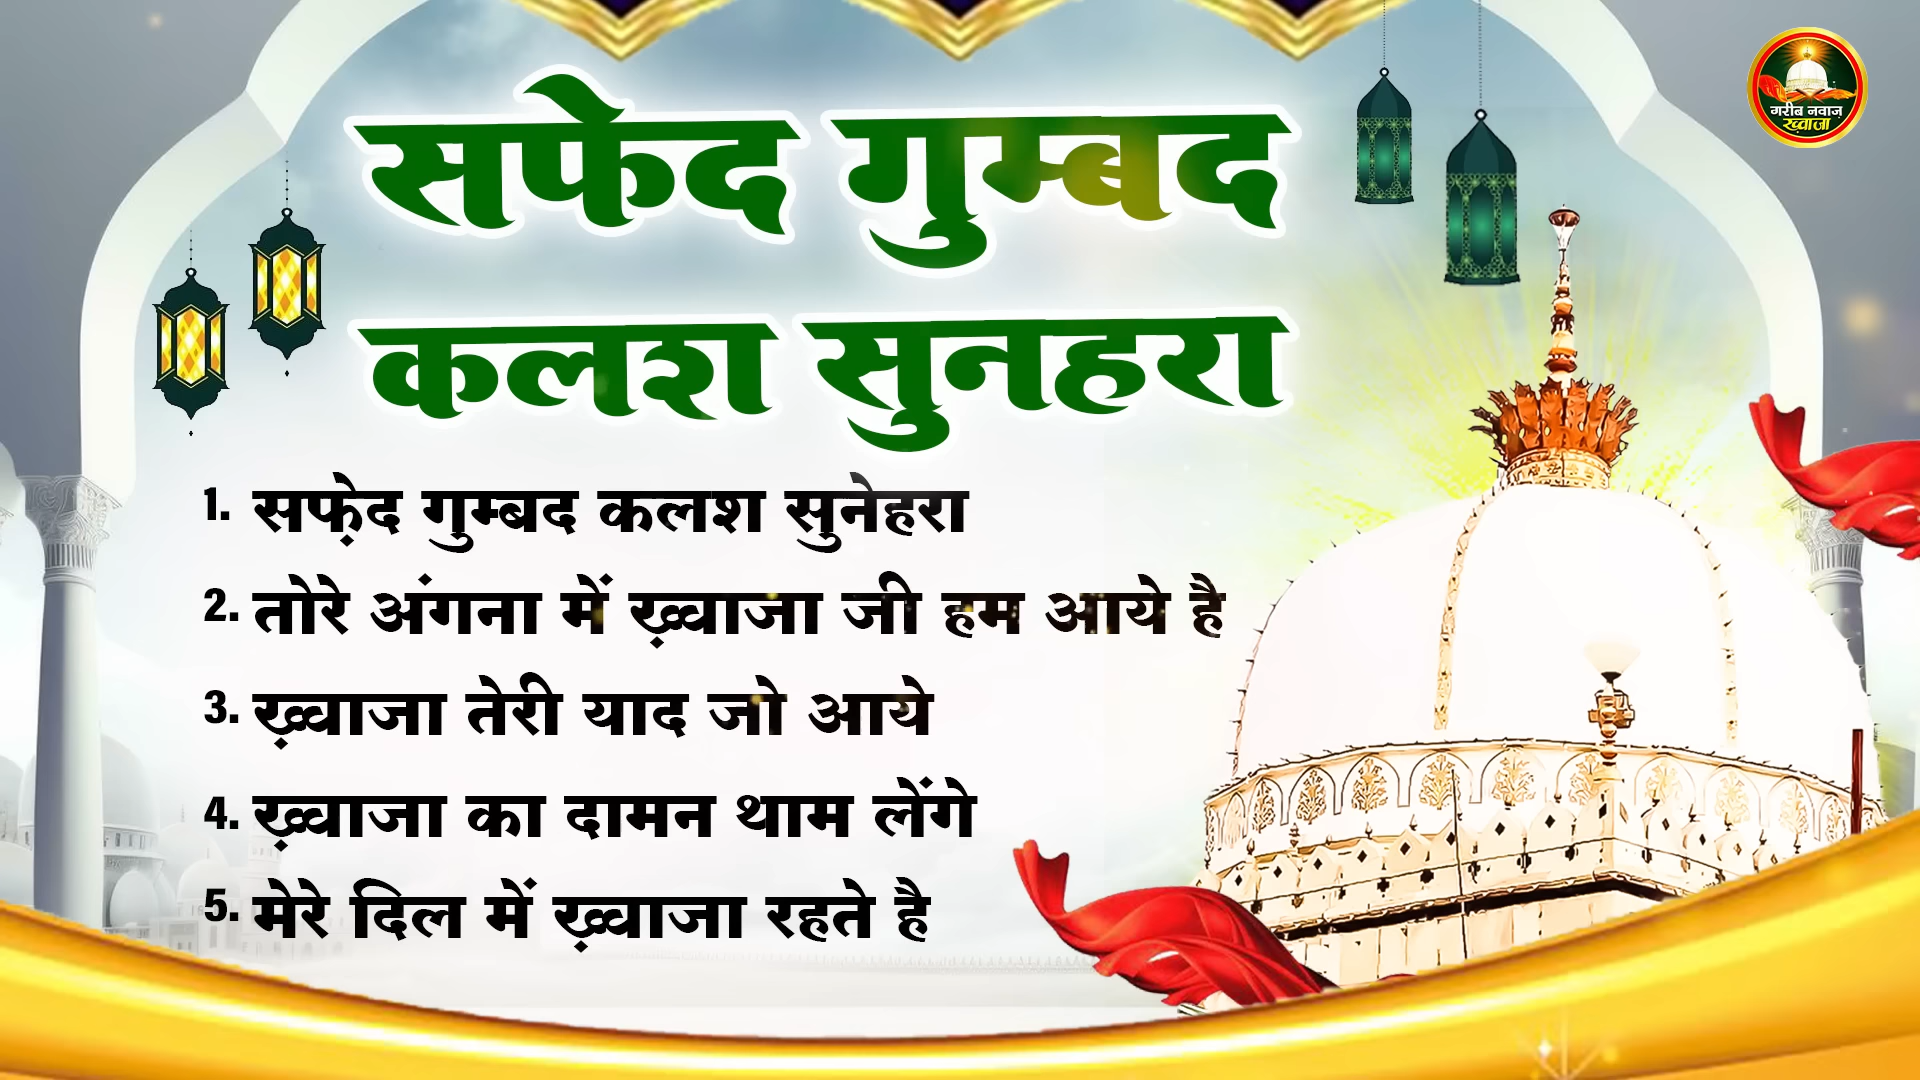 सफेद गुम्बद
कलश सुनहरा
1. सफ़ेद गुम्बद कलश सुनेहरा
2. तोरे अंगना में ख़्वाजा जी हम आये है
3. ख़्वाजा तेरी याद जो आये
4. ख़्वाजा का दामन थाम लेंगे
5. मेरे दिल में ख़्वाजा रहते है
गरीब नवाज़
ख्वाजा